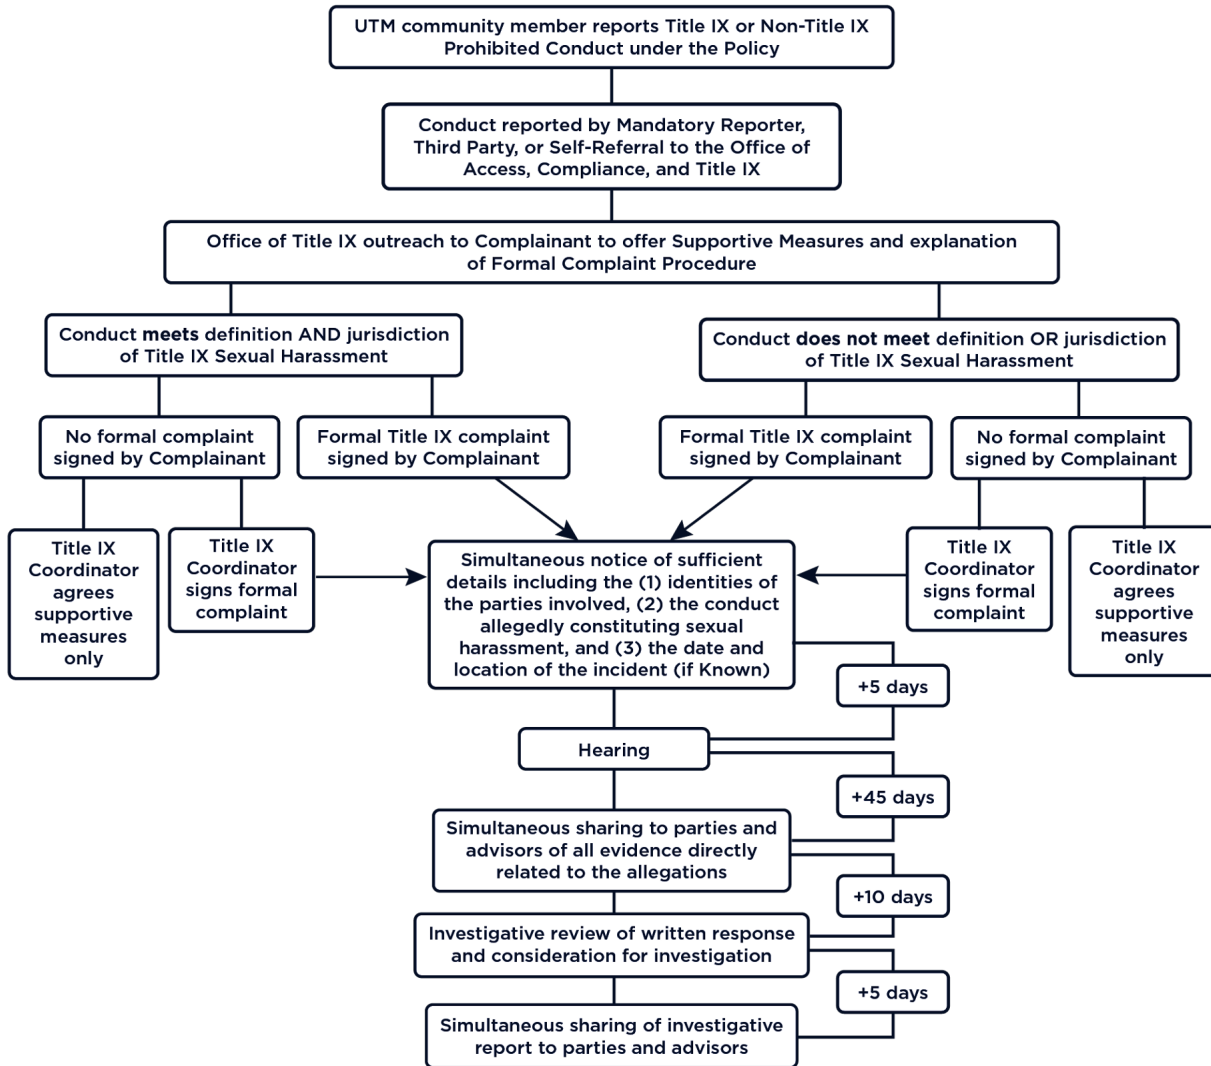 UTM community member reports Title IX or Non-Title IX
Prohibited Conduct under the Policy
Conduct reported by Mandatory Reporter,
Third Party, or Self-Referral to the Office of
Access, Compliance, and Title IX
Office of Title IX outreach to Complainant to offer Supportive Measures and explanation
of Formal Complaint Procedure
Conduct meets definition AND jurisdiction
of Title IX Sexual Harassment
Conduct does not meet definition OR jurisdiction
of Title IX Sexual Harassment
No formal complaint
signed by Complainant
Formal Title IX complaint
signed by Complainant
Formal Title IX complaint
signed by Complainant
No formal complaint
signed by Complainant
Title IX
Coordinator
agrees
supportive
measures
only
Title IX
Coordinator
signs formal
complaint
Simultaneous notice of sufficient
details including the (1) identities of
the parties involved, (2) the conduct
allegedly constituting sexual
harassment, and (3) the date and
location of the incident (if Known)
Title IX
Coordinator
signs formal
complaint
Title IX
Coordinator
agrees
supportive
measures
only
+5 days
Hearing
+45 days
Simultaneous sharing to parties and
advisors of all evidence directly
related to the allegations
+10 days
Investigative review of written response
and consideration for investigation
+5 days
Simultaneous sharing of investigative
report to parties and advisors